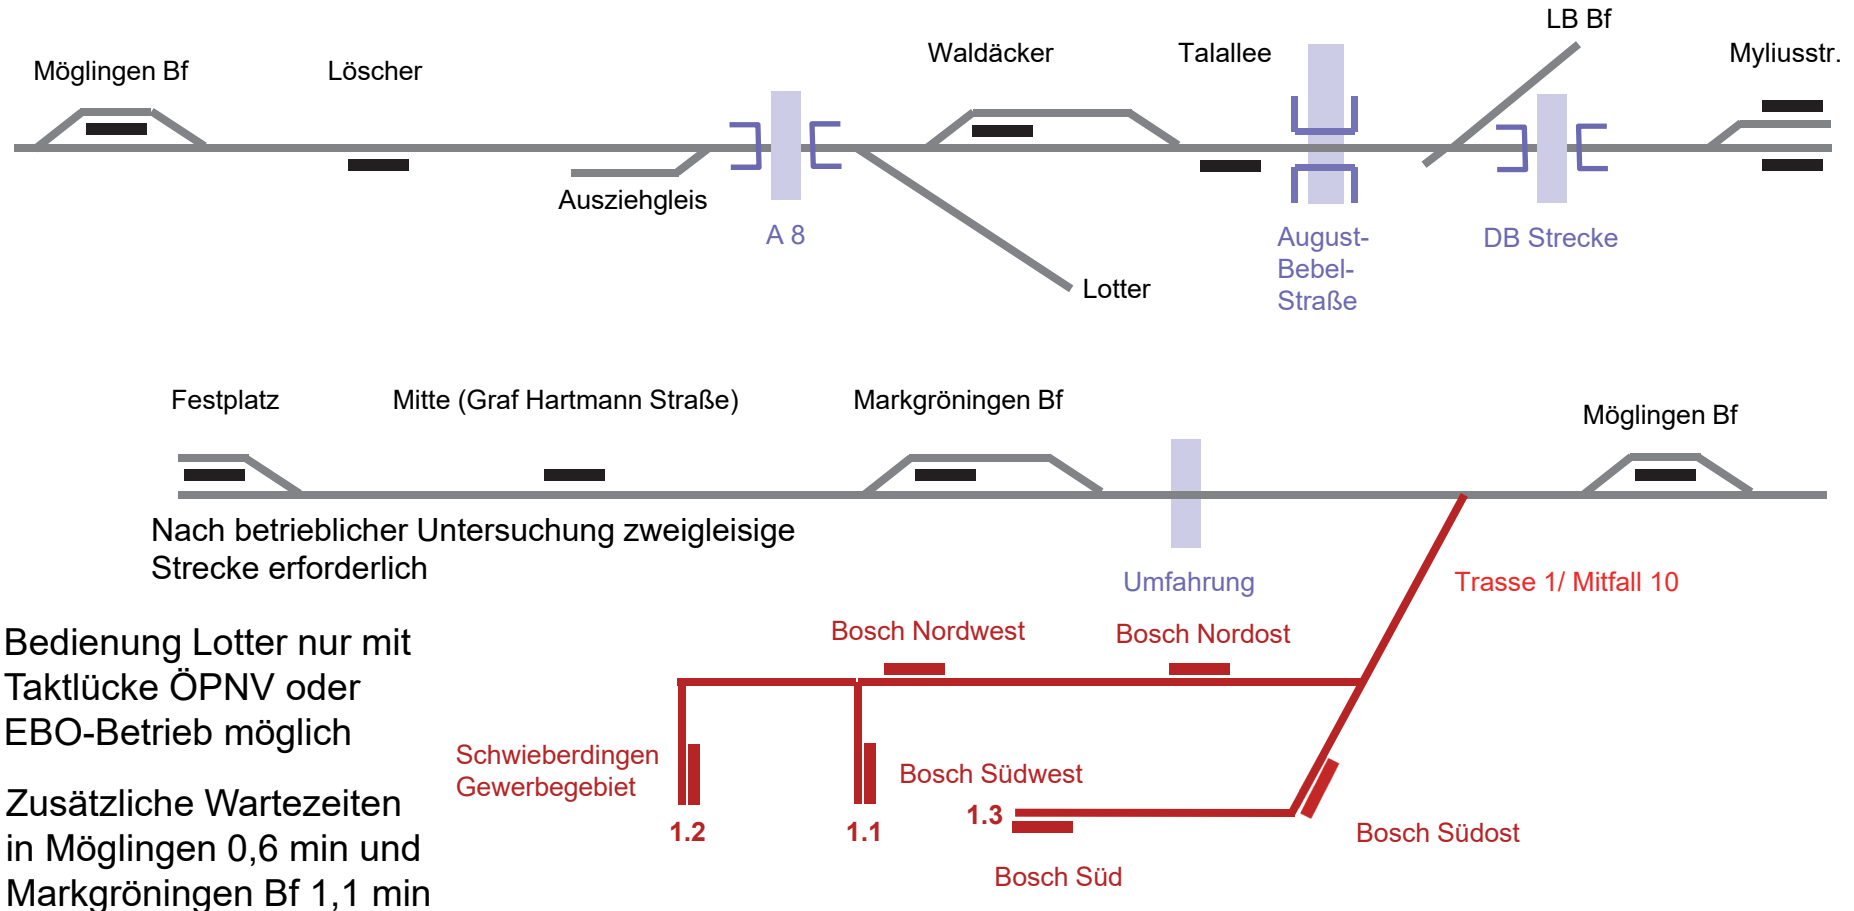 LB Bf
Möglingen Bf
Löscher
Waldäcker
Talallee
Myliusstr.
Ausziehgleis
A 8
August-
Bebel-
Straße
DB Strecke
Lotter
Festplatz
Mitte (Graf Hartmann Straße)
Markgröningen Bf
Möglingen Bf
Nach betrieblicher Untersuchung zweigleisige
Strecke erforderlich
Umfahrung
Trasse 1/ Mitfall 10
Bedienung Lotter nur mit
Taktlücke ÖPNV oder
EBO-Betrieb möglich
Bosch Nordwest
Bosch Nordost
Schwieberdingen
Gewerbegebiet
Bosch Südwest
1.3
1.2
1.1
Bosch Südost
Bosch Süd
Zusätzliche Wartezeiten
in Möglingen 0,6 min und
Markgröningen Bf 1,1 min